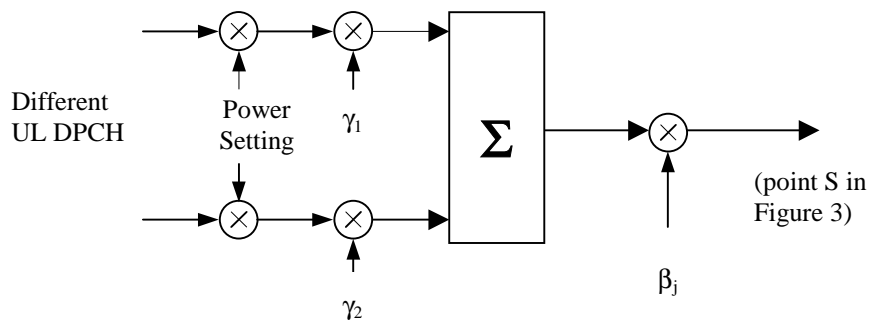 Different
UL DPCH
Power
Setting
γ1
γ2
Σ
βj
(point S in
Figure 3)